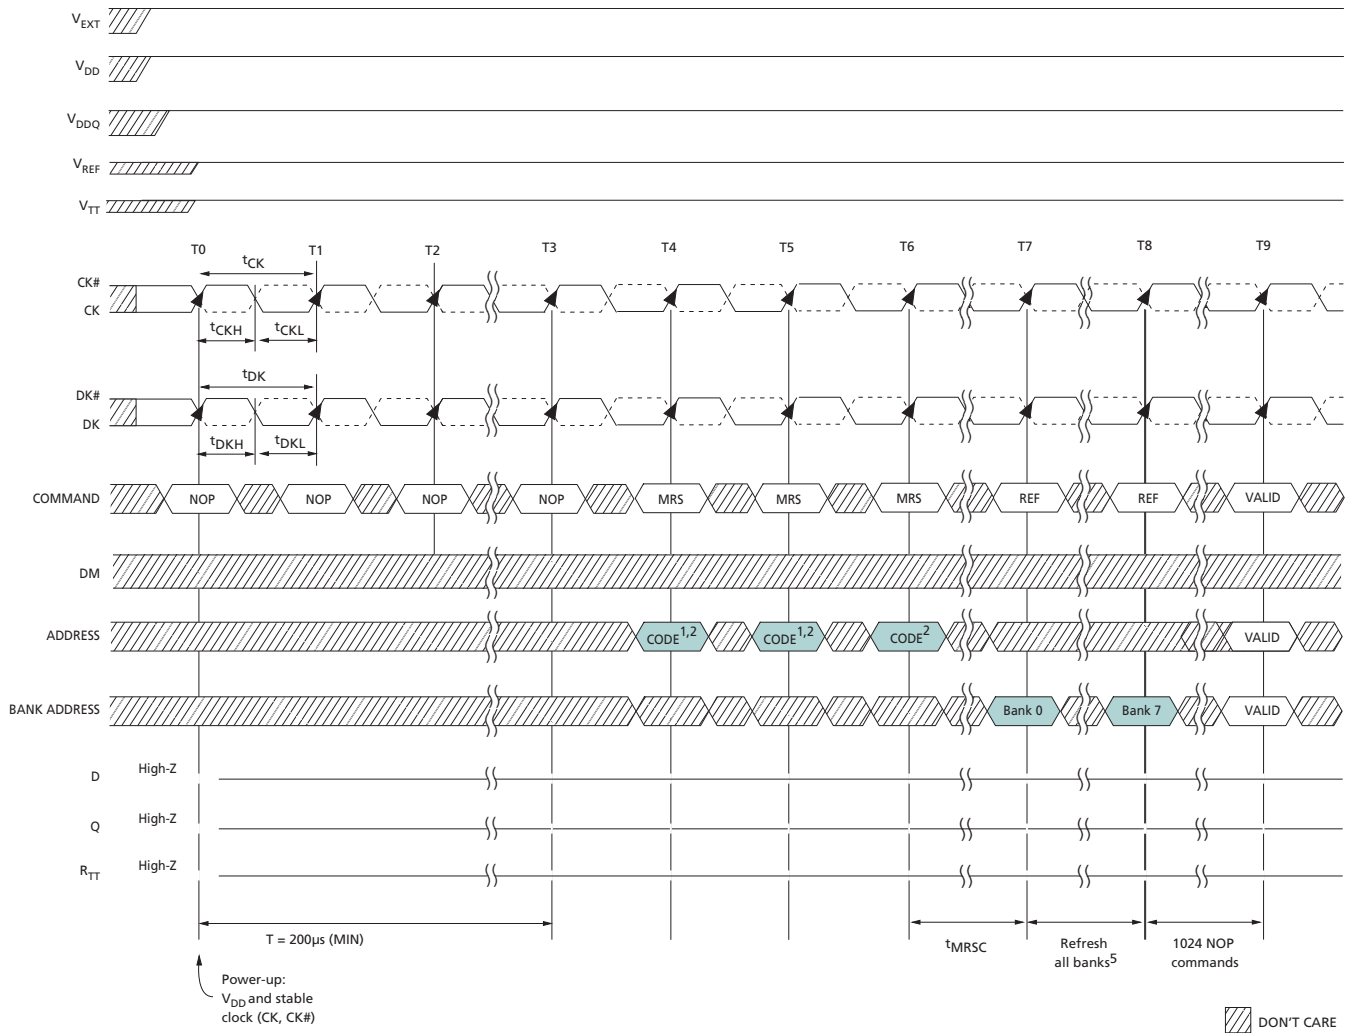 VEXT
VDD
VDDQ
VREF
VTT
T0 T1 T2 T3 T4 T5 T6 T7 T8 T9
tCK
CK#
CK
tCKH tCKL
tDK
DK#
DK
tDKH tDKL
COMMAND NOP NOP NOP NOP MRS MRS MRS REF REF VALID
DM
ADDRESS CODE1,2 CODE1,2 CODE2 VALID
BANK ADDRESS Bank 0 Bank 7 VALID
D High-Z
Q High-Z
RTT High-Z
T = 200µs (MIN) tMRSC Refresh 1024 NOP
all banks5 commands
Power-up:
VDD and stable
clock (CK, CK#)
DON'T CARE